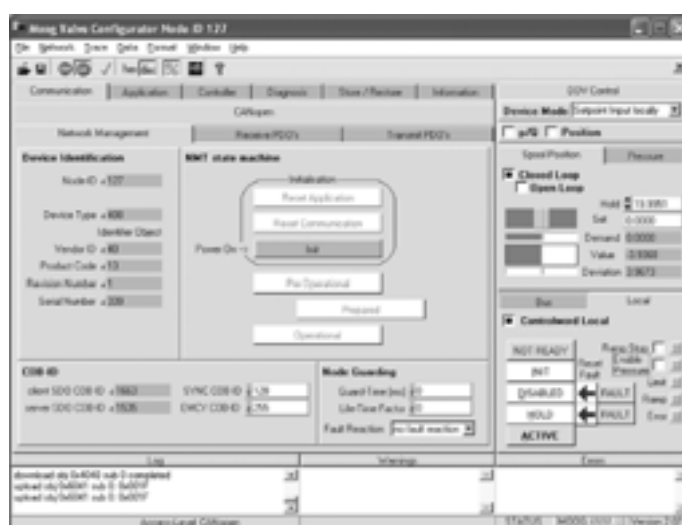 Moog Valve Configurator Node ID 127
File Network Trace Data Format Window Help
Communication Application Controller Diagnosis Store / Restore Information
CANopen
Network Management Receive PDO's Transmit PDO's
Device Identification
Node-ID 127
Device Type 408
Identifier Object
Vendor ID
Product Code
Revision Number
Serial Number
NMT state machine
Initialisation
Reset Application
Reset Communication
Power On
Init
Pre Operational
Prepared
Operational
COB-ID
client SDO COB-ID 1663
server SDO COB-ID 1535
SYNC COB-ID 128
EMCY COB-ID 255
Node Guarding
Guard Time [ms] 0
Life Time Factor 0
Fault Reaction no fault reaction
DDV Control
Device Mode Setpoint Input locally
p/Q Position
Spool Position Pressure
Closed Loop
Open Loop
Hold
Set 0.0000
Demand 0.0000
Value
Deviation
Bus Local
Controlword Local
NOT READY
INIT
DISABLED
HOLD
ACTIVE
Ramp Stop
Reset Fault
Enable Pressure
Limit
FAULT
Ramp
FAULT
Error
Log Warnings Errors
download obj 0x4040 sub 0 completed
upload obj 0x6041 sub 0: 0x001F
upload obj 0x6041 sub 0: 0x001F
Access-Level CANopen
STATUS